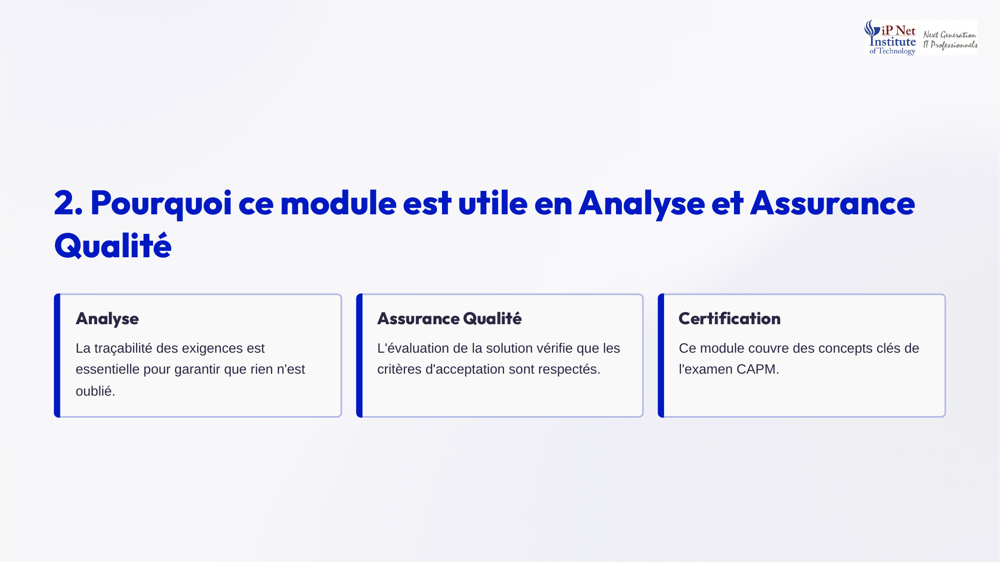 iP Net
Institute
of Technology
Next Generation
IT Professionnels
2. Pourquoi ce module est utile en Analyse et Assurance
Qualité
Analyse
La traçabilité des exigences est
essentielle pour garantir que rien n'est
oublié.
Assurance Qualité
L'évaluation de la solution vérifie que les
critères d'acceptation sont respectés.
Certification
Ce module couvre des concepts clés de
l'examen CAPM.